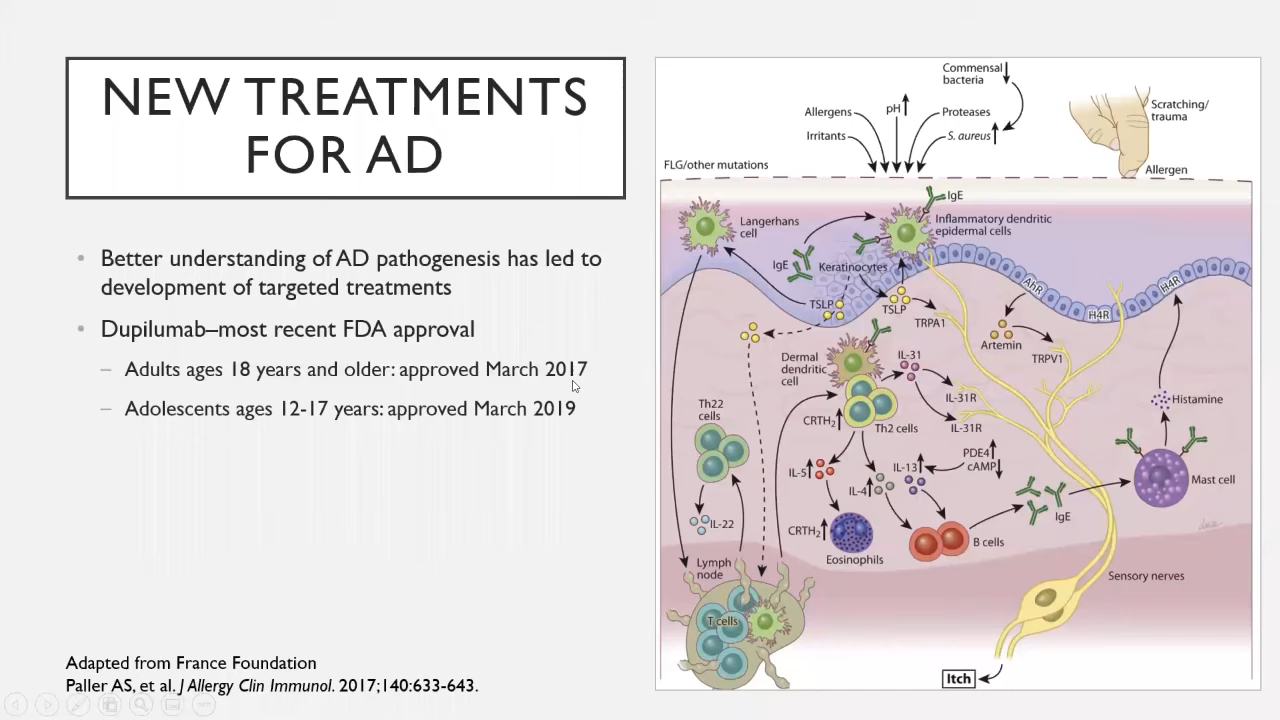 NEW TREATMENTS
FOR AD
Better understanding of AD pathogenesis has led to
development of targeted treatments
Dupilumab–most recent FDA approval
– Adults ages 18 years and older: approved March 2017
– Adolescents ages 12-17 years: approved March 2019
Adapted from France Foundation
Paller AS, et al. J Allergy Clin Immunol. 2017;140:633-643.
Commensal
bacteria
Allergens
pH
Proteases
Irritants
S. aureus
Scratching/
trauma
FLG/other mutations
Allergen
IgE
Langerhans
cell
Inflammatory dendritic
epidermal cells
IgE
Keratinocytes
TSLP
TSLP
TRPA1
AhR
H4R
H4R
Artemin
TRPV1
Dermal
dendritic
cell
IL-31
IL-31R
IL-31R
Th22
cells
CRTH2
Th2 cells
Histamine
PDE4
cAMP
IL-5
IL-13
IL-4
Mast cell
IgE
IL-22
CRTH2
B cells
Eosinophils
Lymph
node
Sensory nerves
T cells
Itch